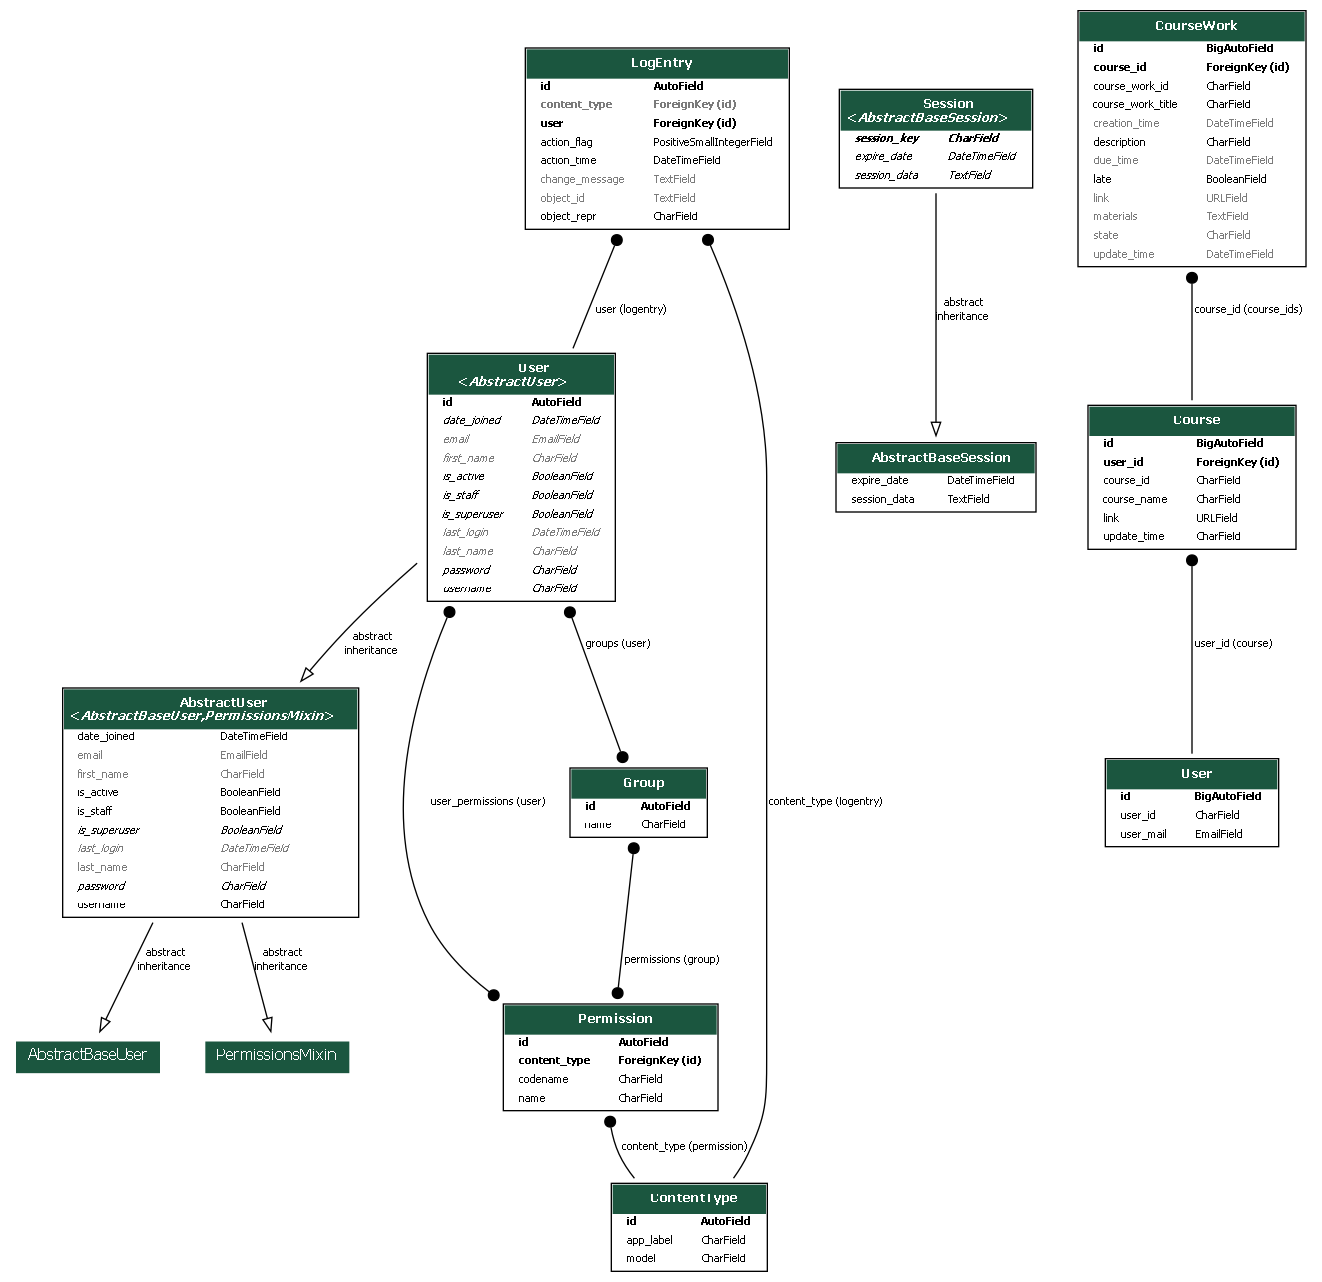 LogEntry
id AutoField
content_type ForeignKey (id)
user ForeignKey (id)
action_flag PositiveSmallIntegerField
action_time DateTimeField
change_message TextField
object_id TextField
object_repr CharField
Session
<AbstractBaseSession>
session_key CharField
expire_date DateTimeField
session_data TextField
CourseWork
id BigAutoField
course_id ForeignKey (id)
course_work_id CharField
course_work_title CharField
creation_time DateTimeField
description CharField
due_time DateTimeField
late BooleanField
link URLField
materials TextField
state CharField
update_time DateTimeField
user (logentry)
abstract
inheritance
course_id (course_ids)
User
<AbstractUser>
id AutoField
date_joined DateTimeField
email EmailField
first_name CharField
is_active BooleanField
is_staff BooleanField
is_superuser BooleanField
last_login DateTimeField
last_name CharField
password CharField
username CharField
AbstractBaseSession
expire_date DateTimeField
session_data TextField
Course
id BigAutoField
user_id ForeignKey (id)
course_id CharField
course_name CharField
link URLField
update_time CharField
abstract
inheritance
groups (user)
user_id (course)
AbstractUser
<AbstractBaseUser,PermissionsMixin>
date_joined DateTimeField
email EmailField
first_name CharField
is_active BooleanField
is_staff BooleanField
is_superuser BooleanField
last_login DateTimeField
last_name CharField
password CharField
username CharField
user_permissions (user)
Group
id AutoField
name CharField
content_type (logentry)
User
id BigAutoField
user_id CharField
user_mail EmailField
abstract
inheritance
abstract
inheritance
permissions (group)
AbstractBaseUser
PermissionsMixin
Permission
id AutoField
content_type ForeignKey (id)
codename CharField
name CharField
content_type (permission)
ContentType
id AutoField
app_label CharField
model CharField